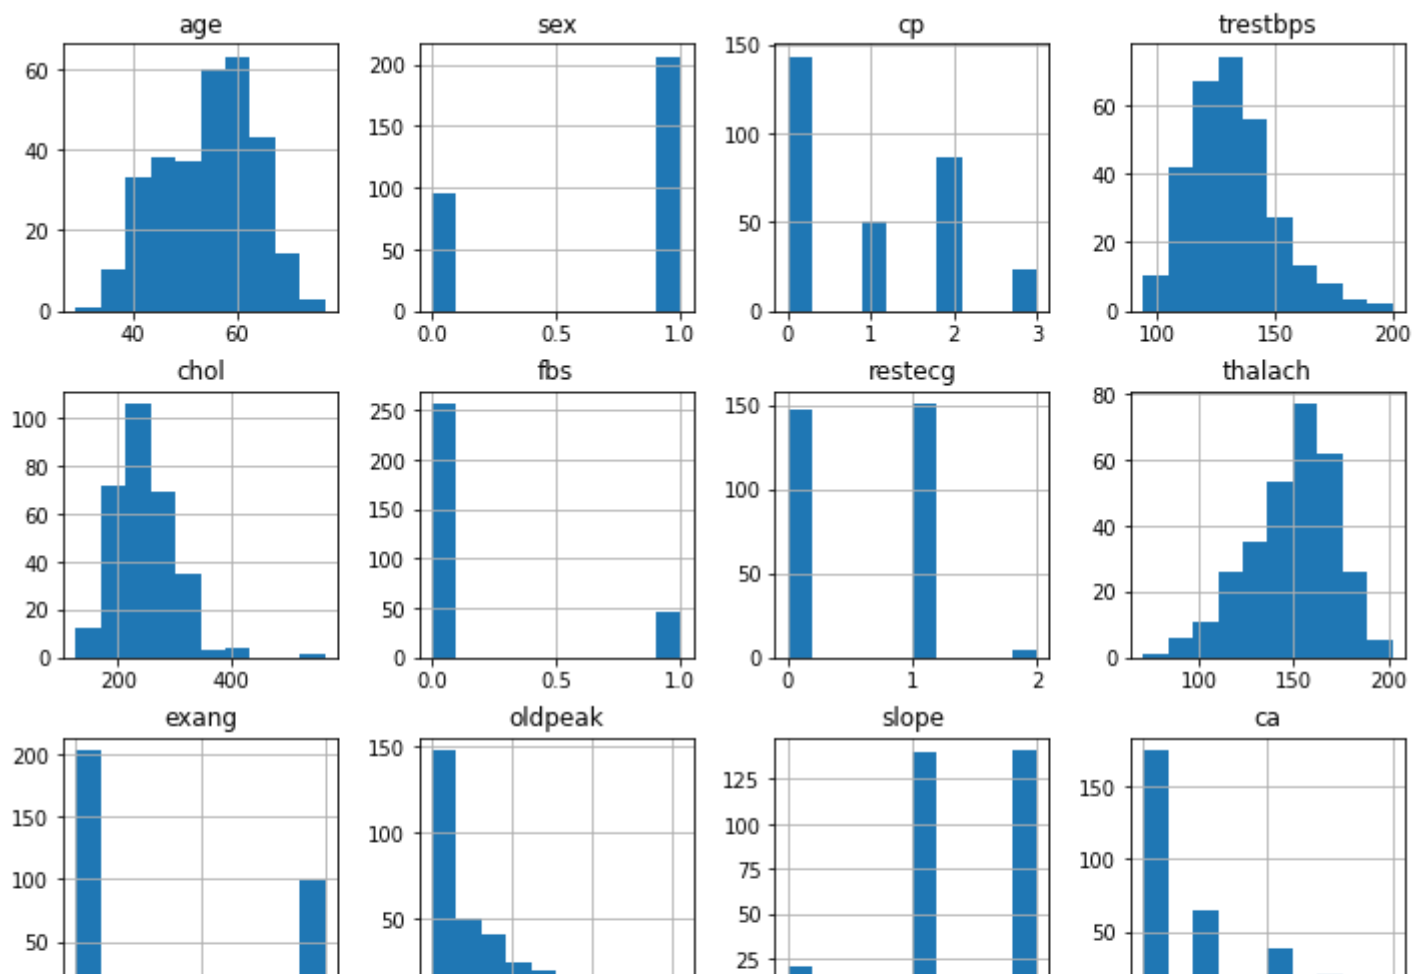 age sex cp trestbps
60 200 150 60
40 150 100 40
20 100 50 20
0 50 0 0
0
40 60 0.0 0.5 1.0 0 1 2 3 100 150 200
chol fbs restecg thalach
100 250 150 80
80 200 100 60
60 150 50 40
40 100 0 20
20 50 0
0 0
200 400 0.0 0.5 1.0 0 1 2 100 150 200
exang oldpeak slope ca
200 150 125 150
150 100 100 100
100 50 75 50
50 50
25